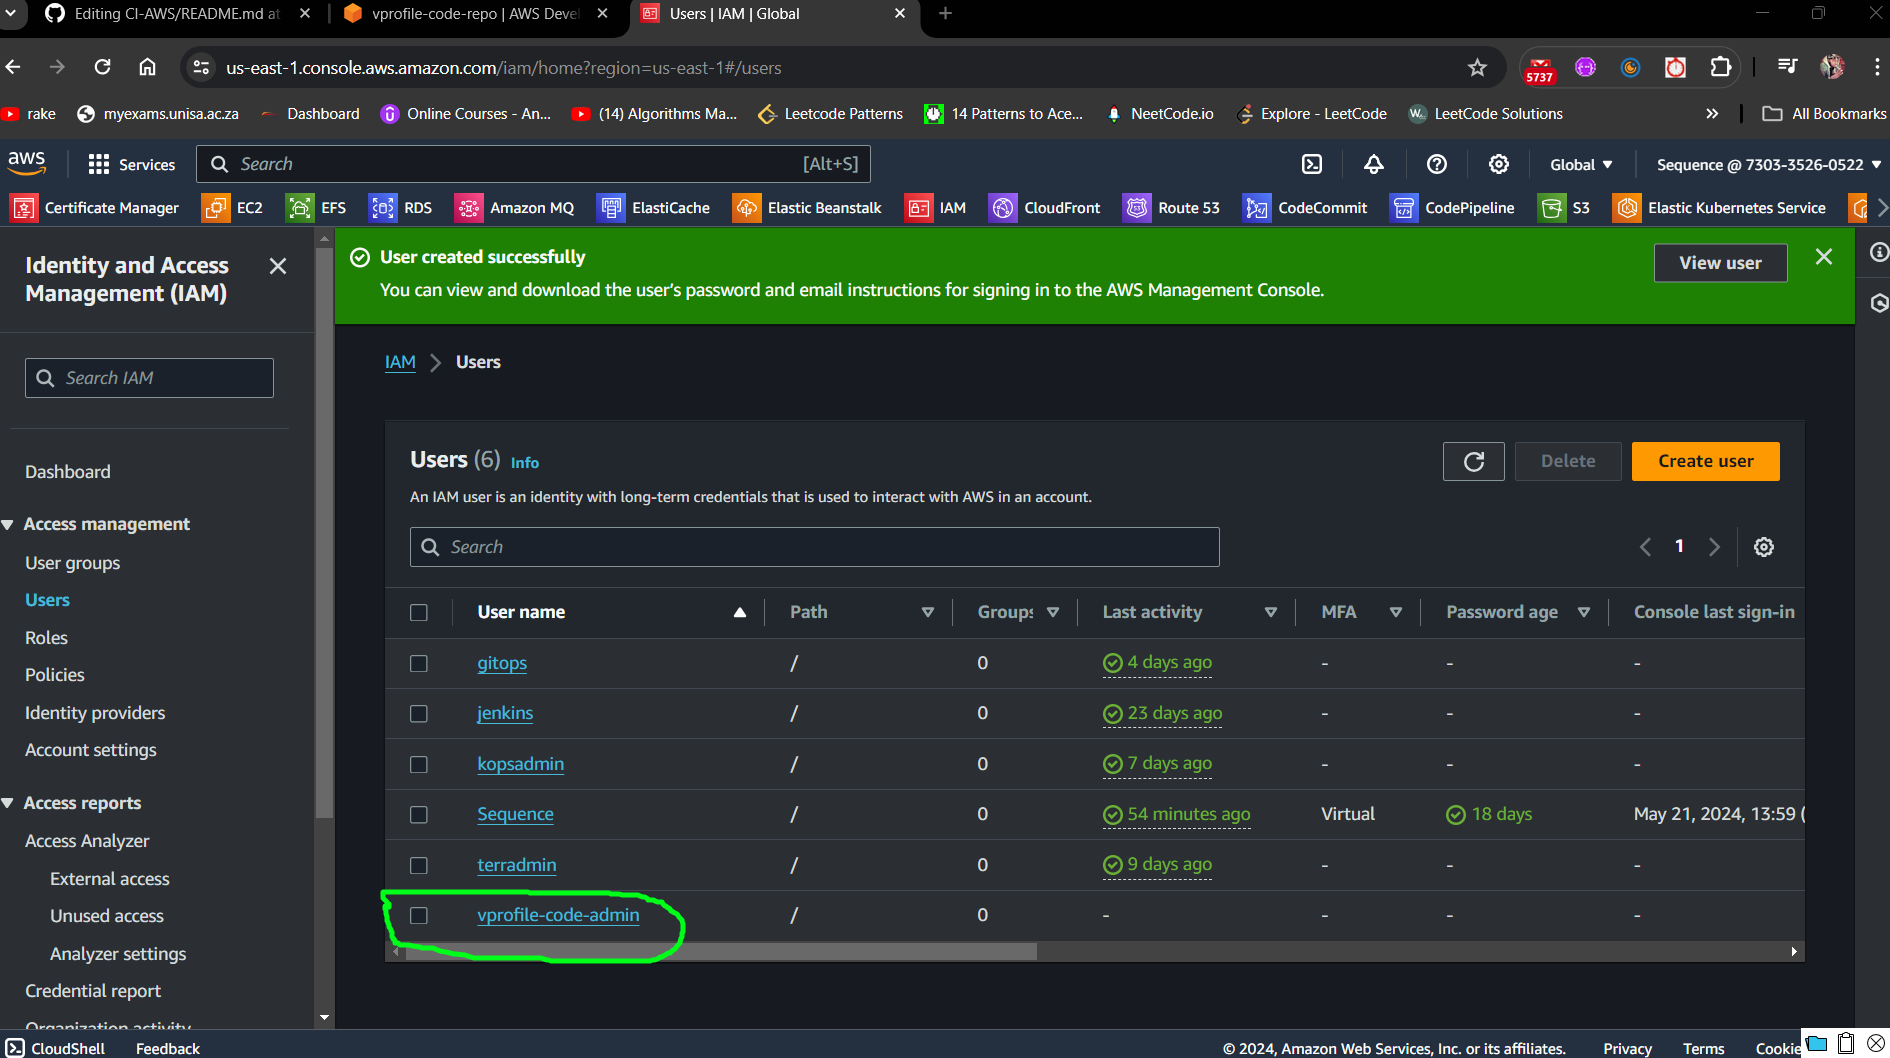 Editing CI-AWS/README.md at
vprofile-code-repo | AWS Devel
Users | IAM | Global
us-east-1.console.aws.amazon.com/iam/home?region=us-east-1#/users
5737
rake
myexams.unisa.ac.za
Dashboard
Online Courses - An...
(14) Algorithms Ma...
Leetcode Patterns
14 Patterns to Ace...
NeetCode.io
Explore - LeetCode
LeetCode Solutions
All Bookmarks
aws
Services
Search
[Alt+S]
Global
Sequence @ 7303-3526-0522
Certificate Manager
EC2
EFS
RDS
Amazon MQ
ElastiCache
Elastic Beanstalk
IAM
CloudFront
Route 53
CodeCommit
CodePipeline
S3
Elastic Kubernetes Service
Identity and Access
Management (IAM)
Search IAM
Dashboard
Access management
User groups
Users
Roles
Policies
Identity providers
Account settings
Access reports
Access Analyzer
External access
Unused access
Analyzer settings
Credential report
Organization activity
User created successfully
You can view and download the user's password and email instructions for signing in to the AWS Management Console.
View user
IAM > Users
Users (6) Info
An IAM user is an identity with long-term credentials that is used to interact with AWS in an account.
Delete
Create user
Search
1
User name Path Groups Last activity MFA Password age Console last sign-in
gitops / 0 4 days ago - - -
jenkins / 0 23 days ago - - -
kopsadmin / 0 7 days ago - - -
Sequence / 0 54 minutes ago Virtual 18 days May 21, 2024, 13:59 (
terradmin / 0 9 days ago - - -
vprofile-code-admin / 0 - - - -
CloudShell
Feedback
© 2024, Amazon Web Services, Inc. or its affiliates.
Privacy
Terms
Cookie